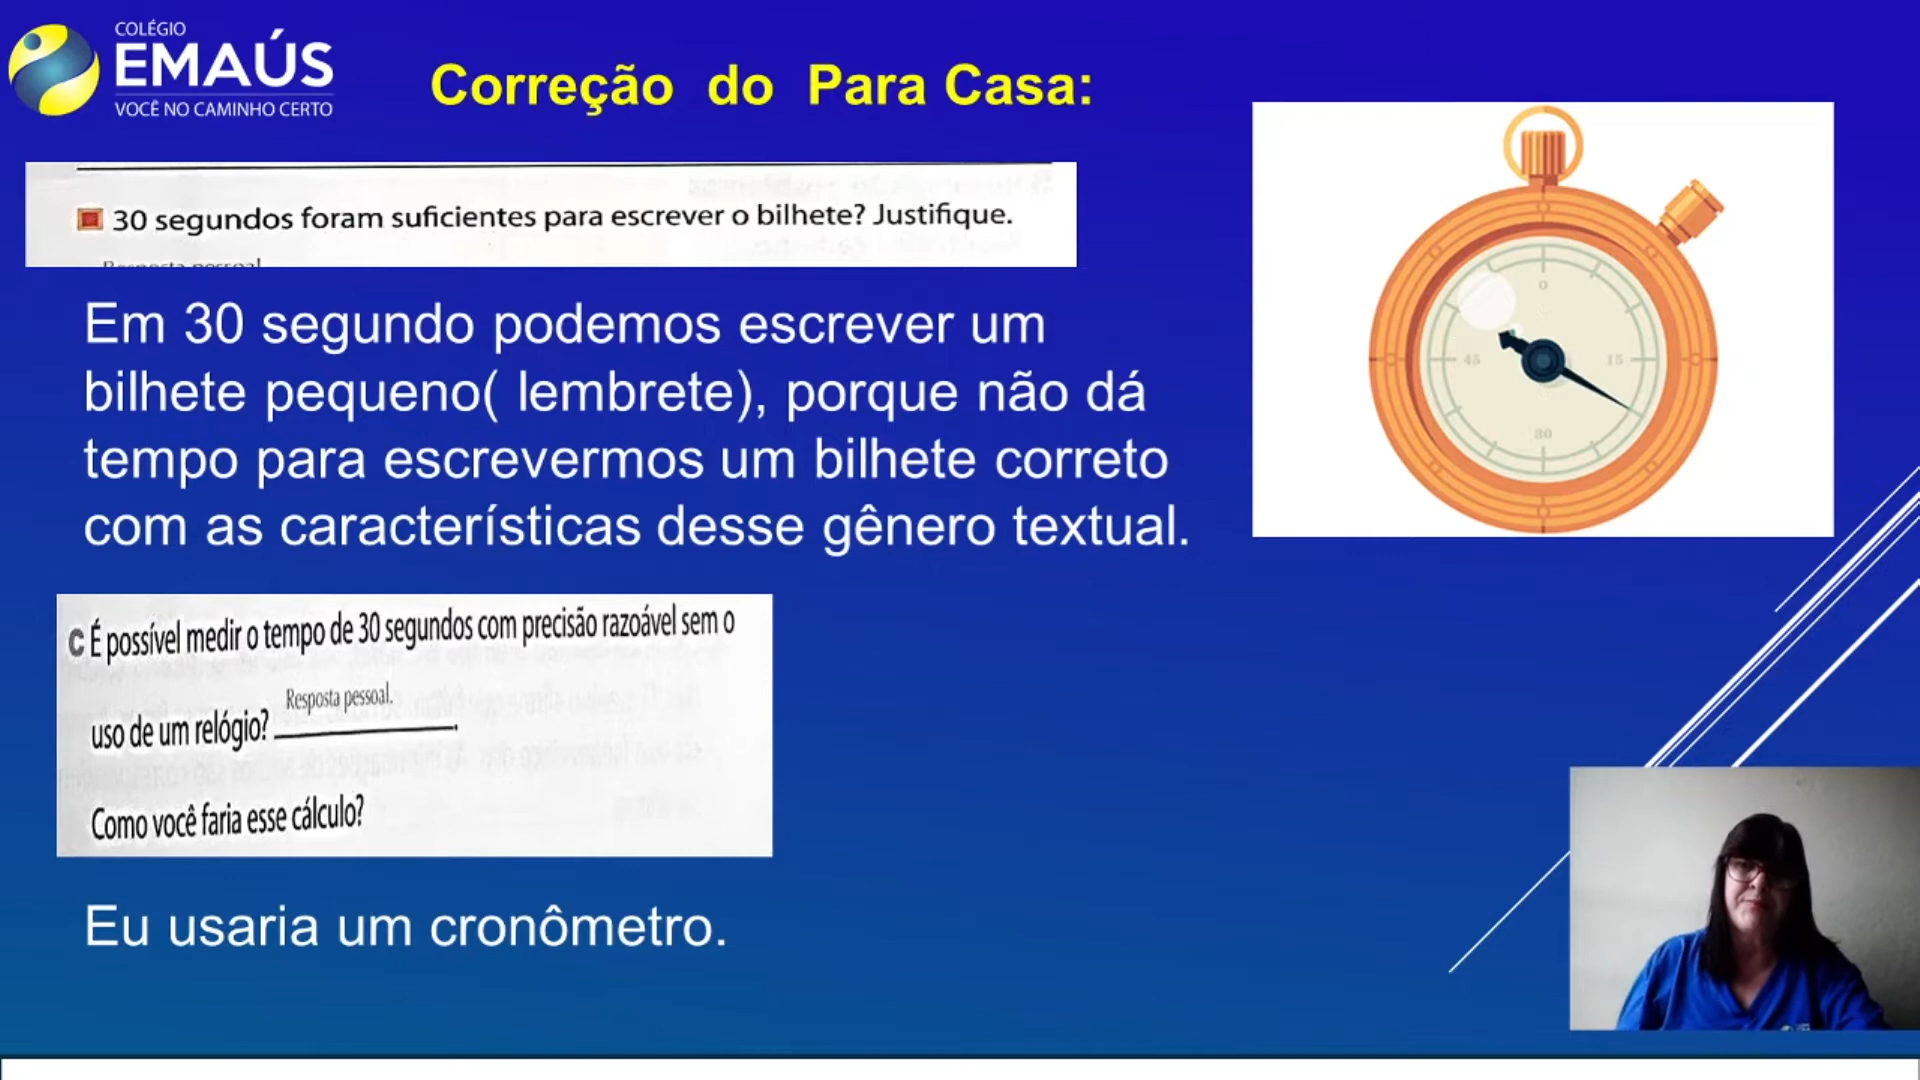 COLÉGIO
EMAÚS
VOCÊ NO CAMINHO CERTO
Correção do Para Casa:
30 segundos foram suficientes para escrever o bilhete? Justifique.
Em 30 segundo podemos escrever um
bilhete pequeno( lembrete), porque não dá
tempo para escrevermos um bilhete correto
com as características desse gênero textual.
0
15
30
45
C É possível medir o tempo de 30 segundos com precisão razoável sem o
Resposta pessoal.
uso de um relógio? .
Como você faria esse cálculo?
Eu usaria um cronômetro.